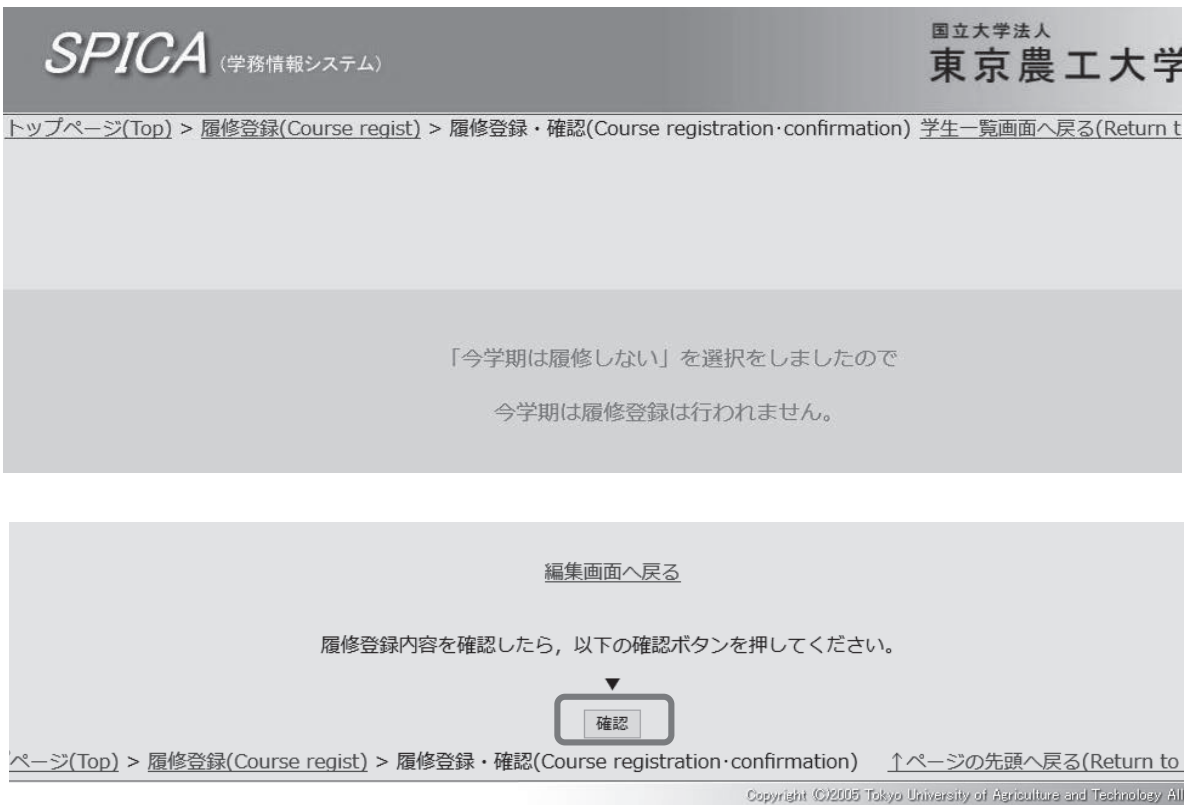 SPICA (学務情報システム)
国立大学法人
東京農工大学
トップページ(Top) > 履修登録(Course regist) > 履修登録・確認(Course registration・confirmation) 学生一覧画面へ戻る(Return t
「今学期は履修しない」を選択をしましたので
今学期は履修登録は行われません。
編集画面へ戻る
履修登録内容を確認したら，以下の確認ボタンを押してください。
▼
確認
ページ(Top) > 履修登録(Course regist) > 履修登録・確認(Course registration・confirmation) ↑ページの先頭へ戻る(Return to
Copyright (C)2005 Tokyo University of Agriculture and Technology All